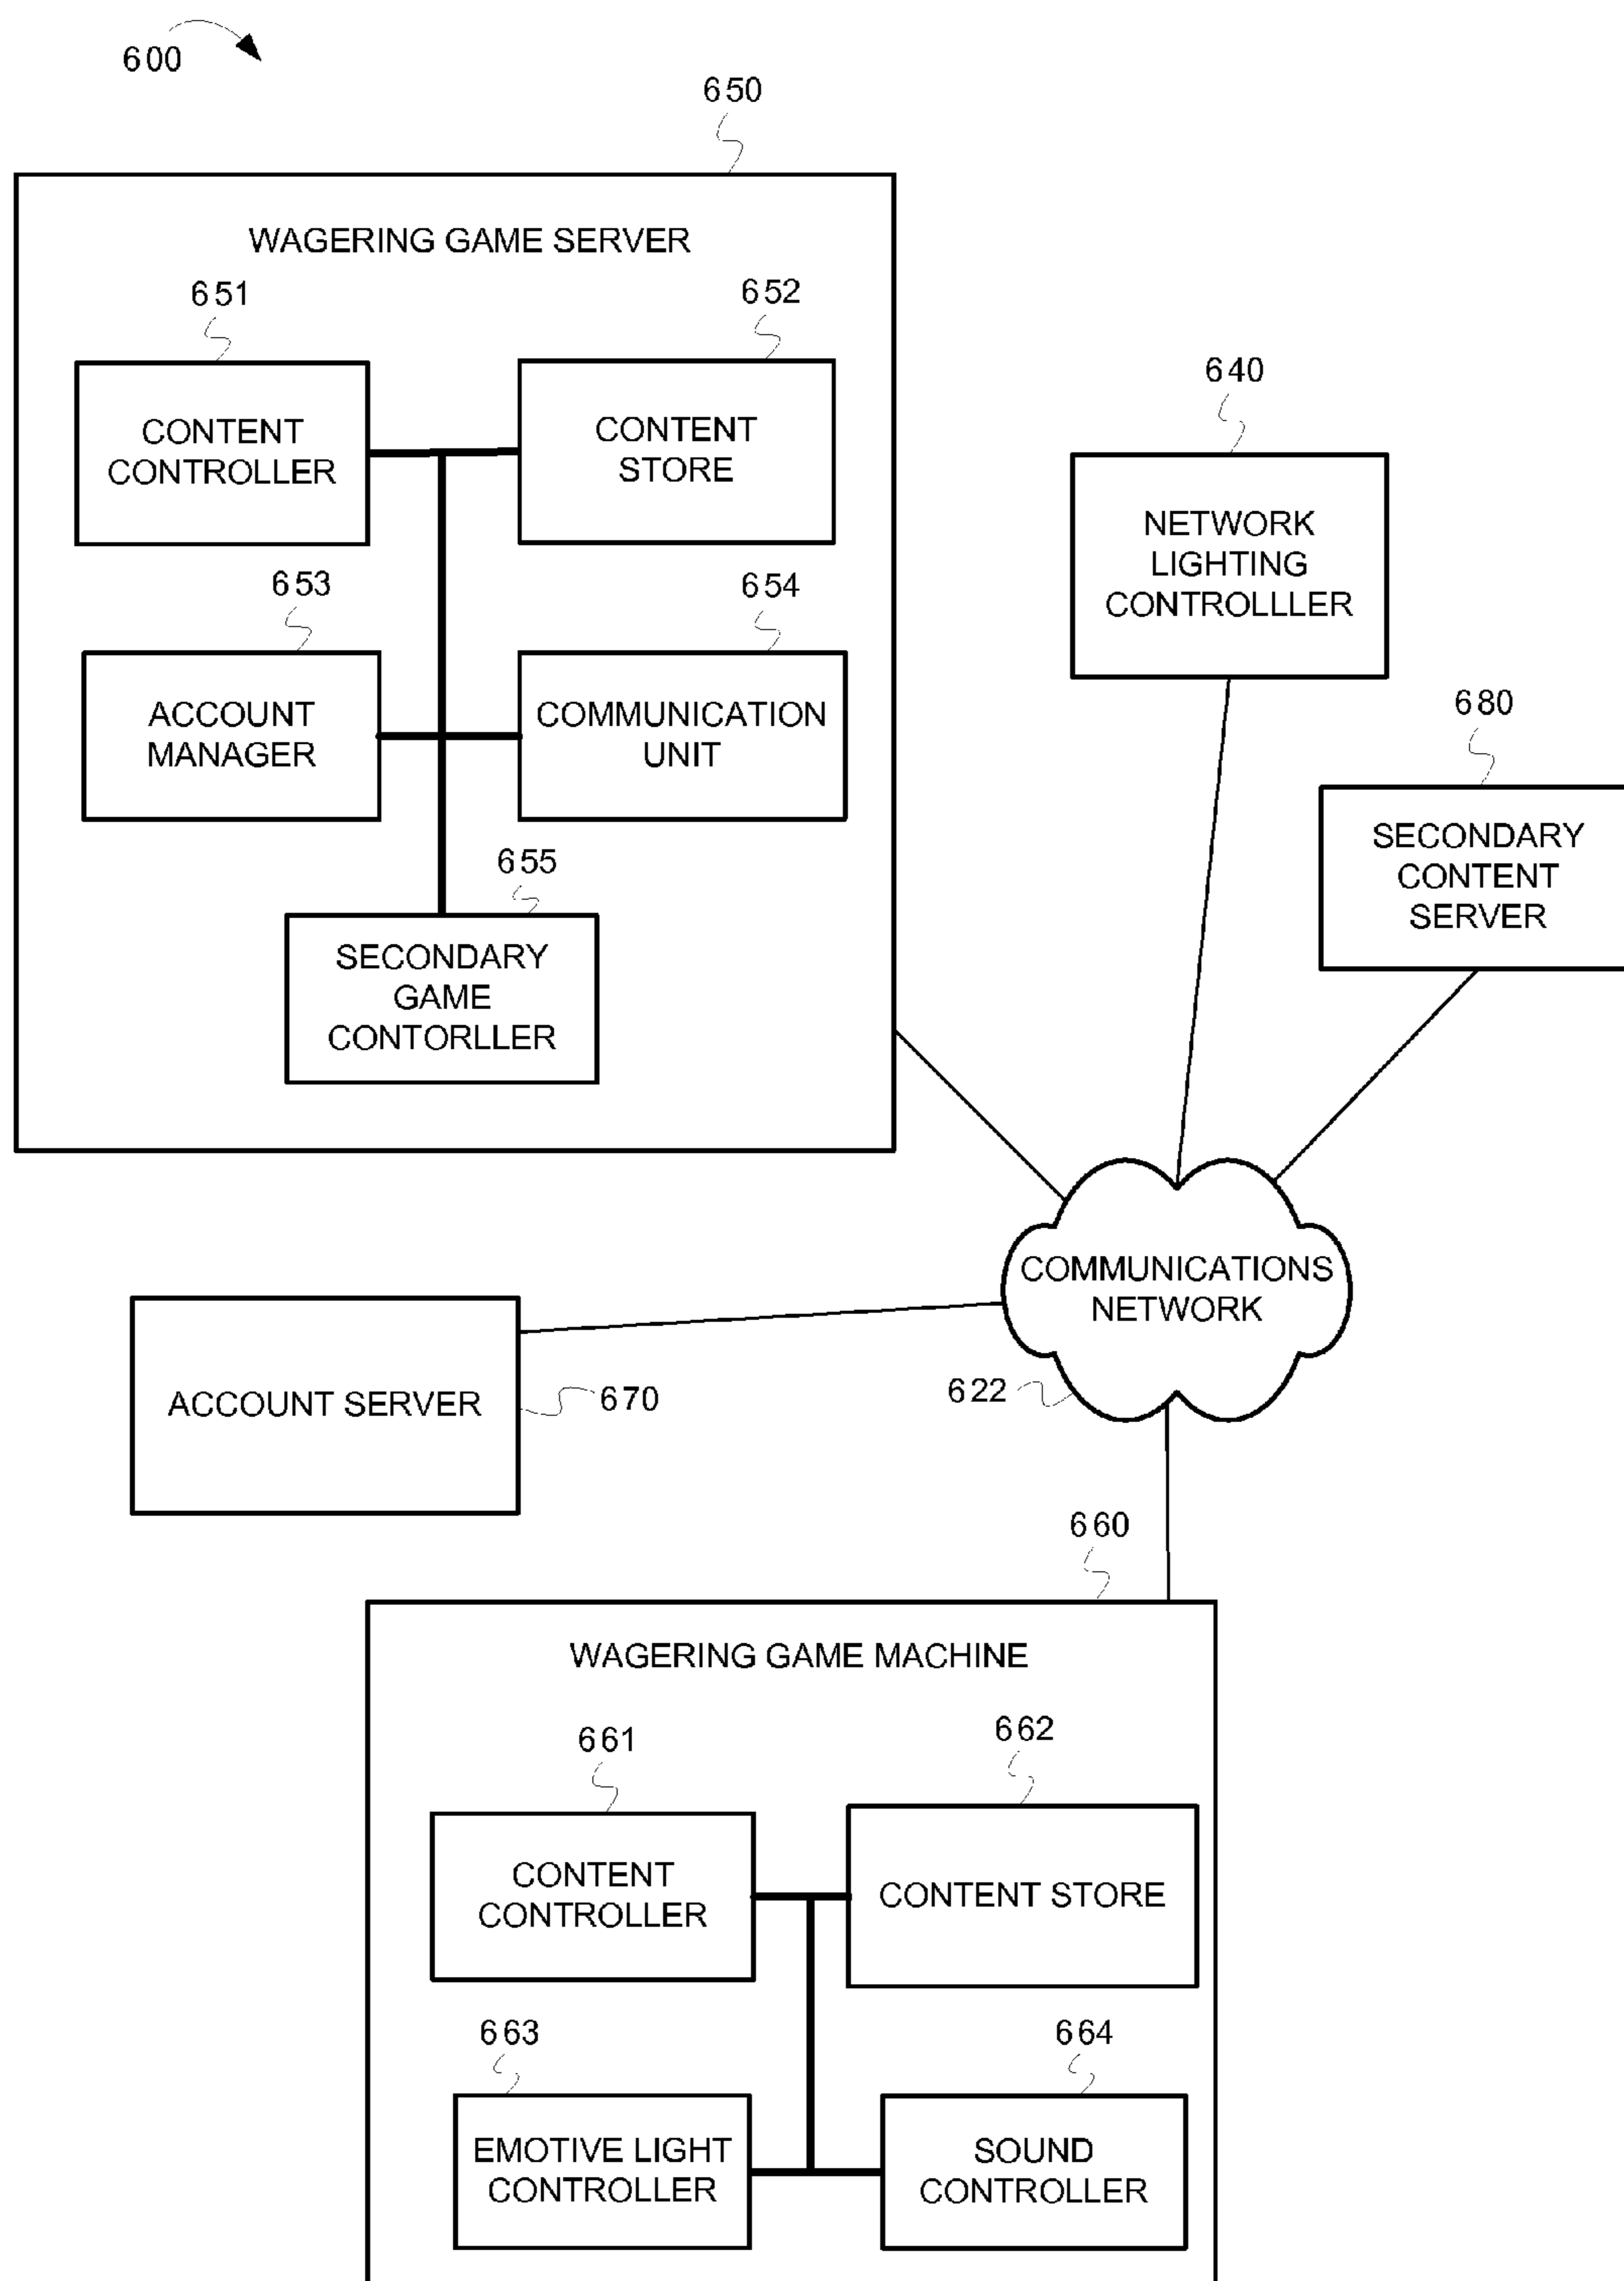 600
650
WAGERING GAME SERVER
651
652
CONTENT
CONTROLLER
CONTENT
STORE
653
654
ACCOUNT
MANAGER
COMMUNICATION
UNIT
655
SECONDARY
GAME
CONTORLLER
640
NETWORK
LIGHTING
CONTROLLLER
680
SECONDARY
CONTENT
SERVER
COMMUNICATIONS
NETWORK
622
ACCOUNT SERVER
670
660
WAGERING GAME MACHINE
661
662
CONTENT
CONTROLLER
CONTENT STORE
663
664
EMOTIVE LIGHT
CONTROLLER
SOUND
CONTROLLER